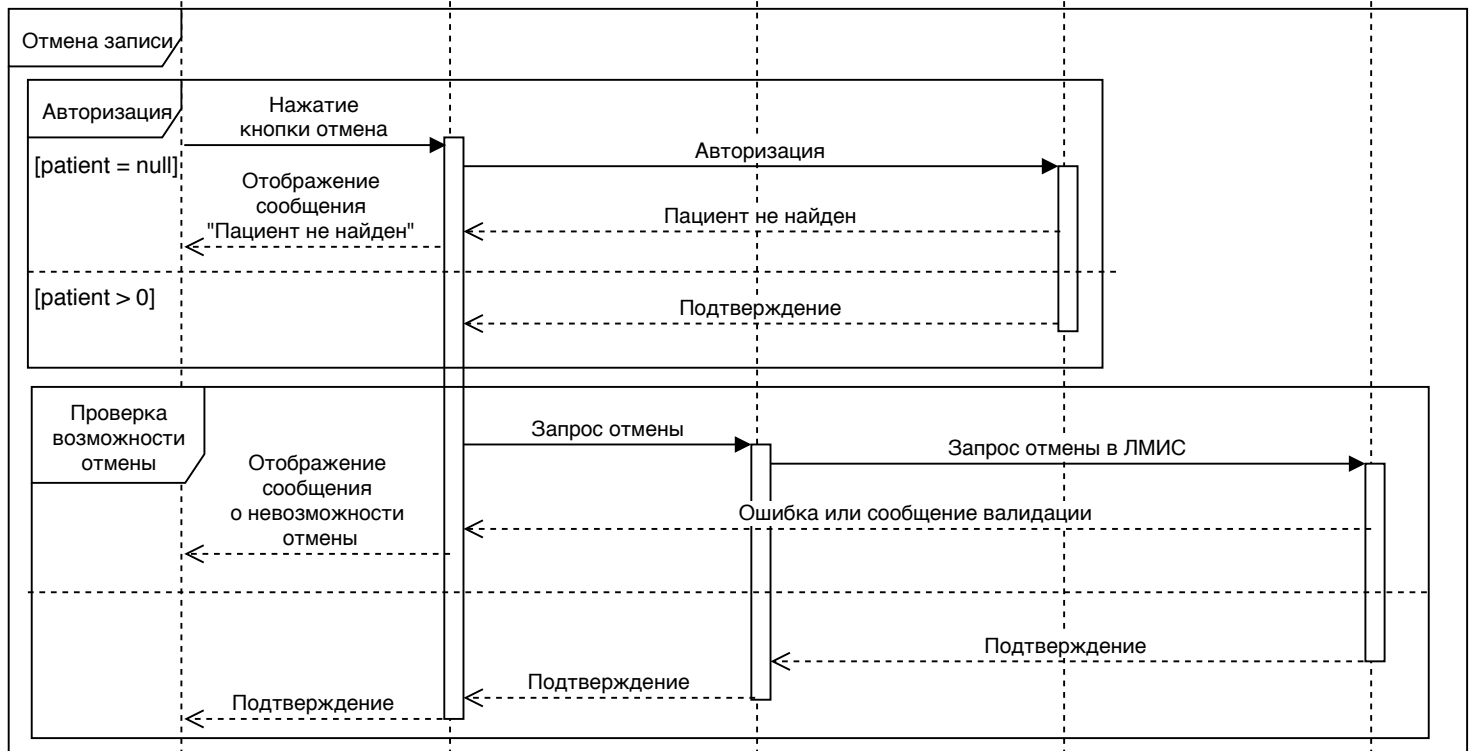 Отмена записи
Авторизация
Нажатие
кнопки отмена
[patient = null]
Авторизация
Отображение
сообщения
"Пациент не найден"
Пациент не найден
[patient > 0]
Подтверждение
Проверка
возможности
отмены
Запрос отмены
Запрос отмены в ЛМИС
Отображение
сообщения
о невозможности
отмены
Ошибка или сообщение валидации
Подтверждение
Подтверждение
Подтверждение